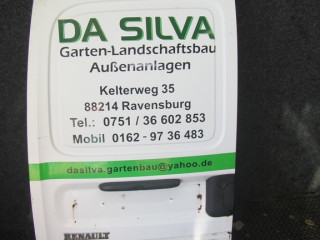 DA SILVA
Garten-Landschaftsbau
Außenanlagen
Kelterweg 35
88214 Ravensburg
Tel.: 0751 / 36 602 853
Mobil 0162 - 97 36 483
dasilva.gartenbau@yahoo.de
RENAULT